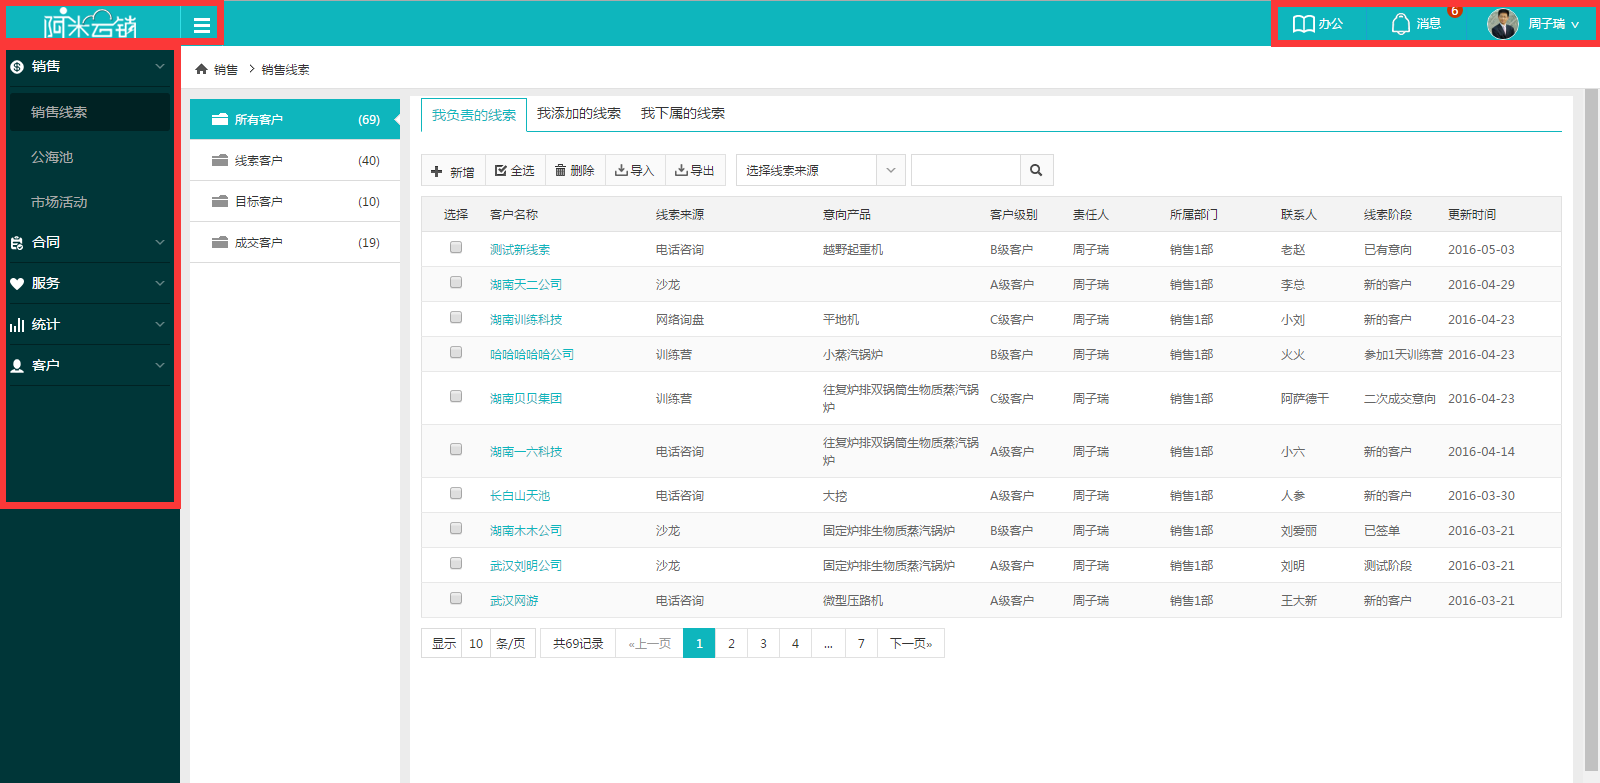 阿米云销
办公
消息
6
周子瑞
销售
销售线索
公海池
市场活动
合同
服务
统计
客户
销售 > 销售线索
所有客户 (69)
线索客户 (40)
目标客户 (10)
成交客户 (19)
我负责的线索 我添加的线索 我下属的线索
新增 全选 删除 导入 导出 选择线索来源
选择 客户名称 线索来源 意向产品 客户级别 责任人 所属部门 联系人 线索阶段 更新时间
测试新线索 电话咨询 越野起重机 B级客户 周子瑞 销售1部 老赵 已有意向 2016-05-03
湖南天二公司 沙龙 A级客户 周子瑞 销售1部 李总 新的客户 2016-04-29
湖南训练科技 网络询盘 平地机 C级客户 周子瑞 销售1部 小刘 新的客户 2016-04-23
哈哈哈哈哈公司 训练营 小蒸汽锅炉 B级客户 周子瑞 销售1部 火火 参加1天训练营 2016-04-23
湖南贝贝集团 训练营 往复炉排双锅筒生物质蒸汽锅炉 C级客户 周子瑞 销售1部 阿萨德干 二次成交意向 2016-04-23
湖南一六科技 电话咨询 往复炉排双锅筒生物质蒸汽锅炉 A级客户 周子瑞 销售1部 小六 新的客户 2016-04-14
长白山天池 电话咨询 大挖 A级客户 周子瑞 销售1部 人参 新的客户 2016-03-30
湖南木木公司 沙龙 固定炉排生物质蒸汽锅炉 B级客户 周子瑞 销售1部 刘爱丽 已签单 2016-03-21
武汉刘明公司 沙龙 固定炉排生物质蒸汽锅炉 A级客户 周子瑞 销售1部 刘明 测试阶段 2016-03-21
武汉网游 电话咨询 微型压路机 A级客户 周子瑞 销售1部 王大新 新的客户 2016-03-21
显示 10 条/页 共69记录 «上一页 1 2 3 4 ... 7 下一页»